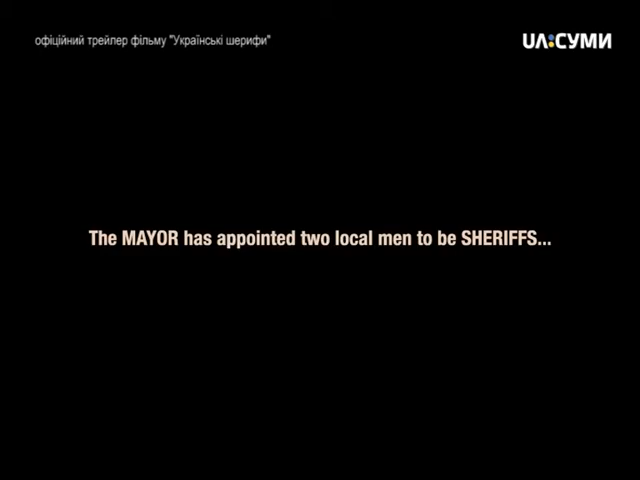 офіційний трейлер фільму "Українські шерифи"
UA:СУМИ
The MAYOR has appointed two local men to be SHERIFFS...